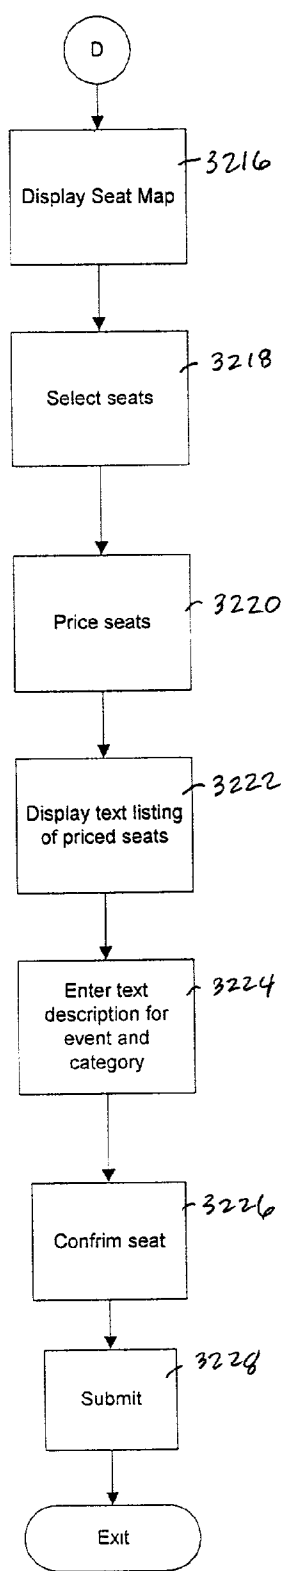 D
Display Seat Map
3216
Select seats
3218
Price seats
3220
Display text listing
of priced seats
3222
Enter text
description for
event and
category
3224
Confrim seat
3226
Submit
3228
Exit